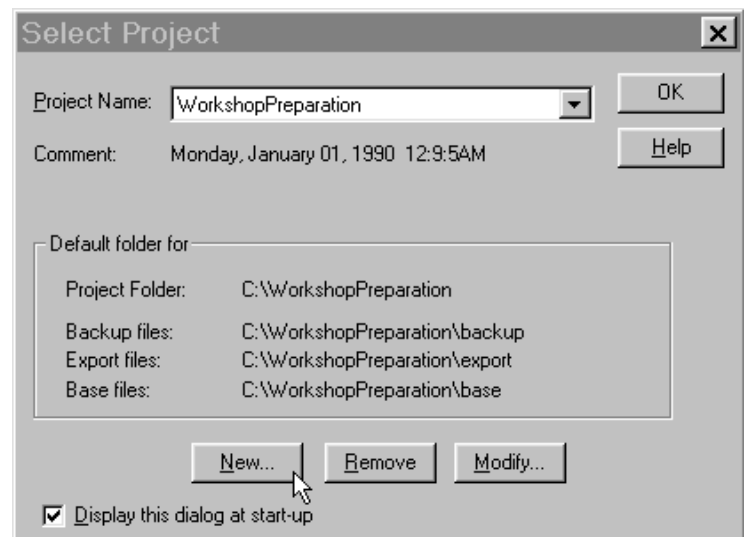 Select Project
Project Name: WorkshopPreparation OK
Comment: Monday, January 01, 1990 12:9:5AM Help
Default folder for
Project Folder: C:\WorkshopPreparation
Backup files: C:\WorkshopPreparation\backup
Export files: C:\WorkshopPreparation\export
Base files: C:\WorkshopPreparation\base
New... Remove Modify...
Display this dialog at start-up